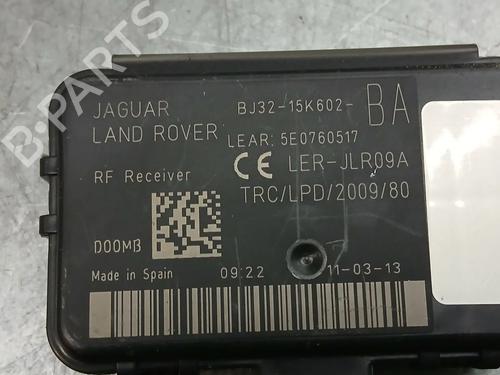 B-PARTS
JAGUAR
LAND ROVER
BJ32-15K602-BA
LEAR: 5E0760517
CE LER-JLR09A
RF Receiver
TRC/LPD/2009/80
D00MB
Made in Spain
09:22
11-03-13